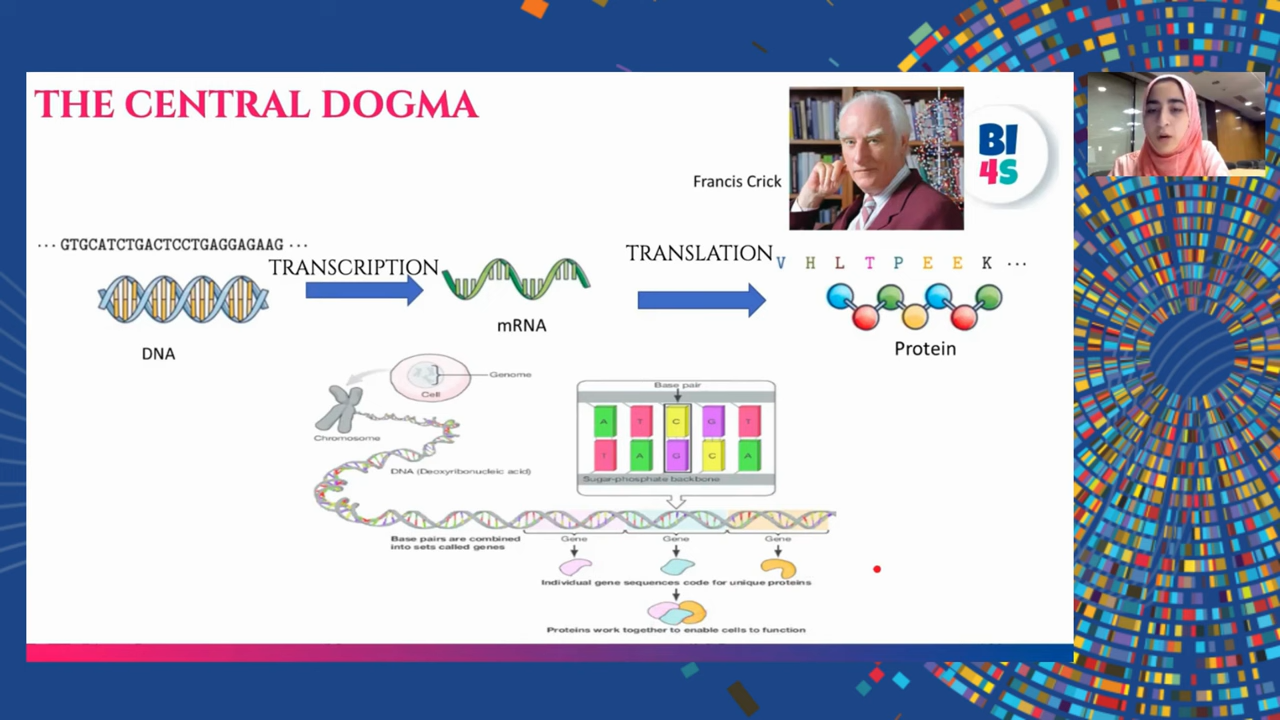 THE CENTRAL DOGMA
Francis Crick
BI
4S
··· GTGCATCTGACTCCTGAGGAGAAG ···
TRANSCRIPTION
TRANSLATION
V H L T P E E K ···
DNA
mRNA
Protein
Genome
Cell
Chromosome
DNA (Deoxyribonucleic acid)
Base pair
A T C G T
T A G C A
Sugar-phosphate backbone
Base pairs are combined
into sets called genes
Gene Gene Gene
Individual gene sequences code for unique proteins
Proteins work together to enable cells to function